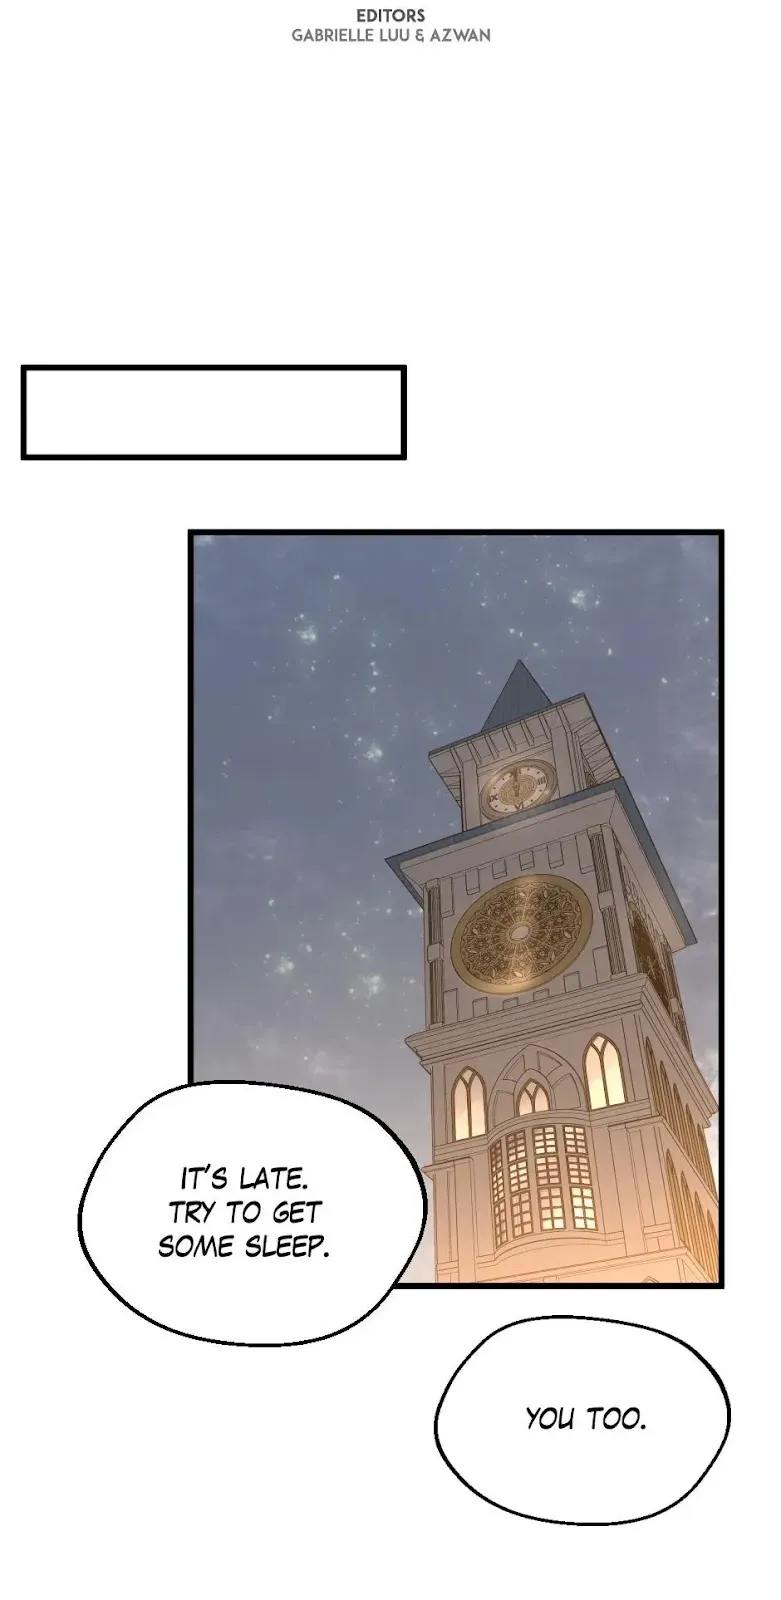 EDITORS
GABRIELLE LUU & AZWAN
IT'S LATE.
TRY TO GET
SOME SLEEP.
YOU TOO.